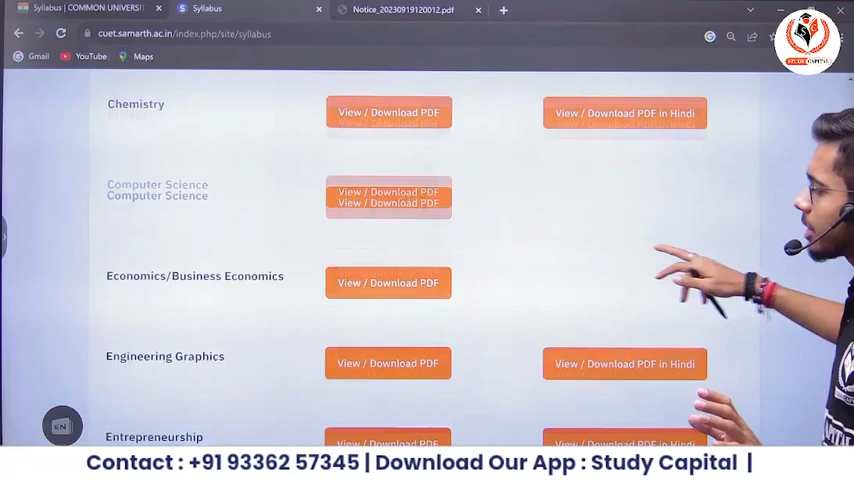 Syllabus | COMMON UNIVERSIT
Syllabus
Notice_20230919120012.pdf
cuet.samarth.ac.in/index.php/site/syllabus
Gmail
YouTube
Maps
STUDY CAPITAL
Chemistry
View / Download PDF
View / Download PDF in Hindi
Computer Science
Computer Science
View / Download PDF
View / Download PDF
Economics/Business Economics
View / Download PDF
Engineering Graphics
View / Download PDF
View / Download PDF in Hindi
Entrepreneurship
View / Download PDF
View / Download PDF in Hindi
EN
Contact : +91 93362 57345 | Download Our App : Study Capital |